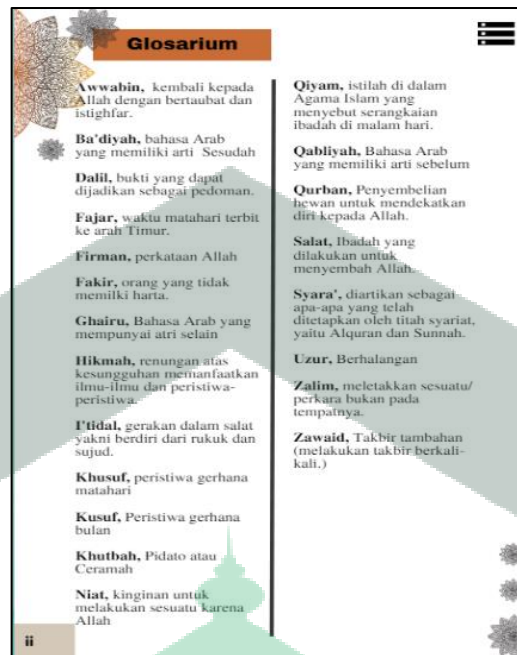 Glosarium
Awwabin, kembali kepada
Allah dengan bertaubat dan
istighfar.
Ba'diyah, bahasa Arab
yang memiliki arti Sesudah
Dalil, bukti yang dapat
dijadikan sebagai pedoman.
Fajar, waktu matahari terbit
ke arah Timur.
Firman, perkataan Allah
Fakir, orang yang tidak
memilki harta.
Ghairu, Bahasa Arab yang
mempunyai atri selain
Hikmah, renungan atas
kesungguhan memanfaatkan
ilmu-ilmu dan peristiwa-
peristiwa.
I'tidal, gerakan dalam salat
yakni berdiri dari rukuk dan
sujud.
Khusuf, peristiwa gerhana
matahari
Kusuf, Peristiwa gerhana
bulan
Khutbah, Pidato atau
Ceramah
Niat, kinginan untuk
melakukan sesuatu karena
Allah
Qiyam, istilah di dalam
Agama Islam yang
menyebut serangkaian
ibadah di malam hari.
Qabliyah, Bahasa Arab
yang memiliki arti sebelum
Qurban, Penyembelian
hewan untuk mendekatkan
diri kepada Allah.
Salat, Ibadah yang
dilakukan untuk
menyembah Allah.
Syara', diartikan sebagai
apa-apa yang telah
ditetapkan oleh titah syariat,
yaitu Alquran dan Sunnah.
Uzur, Berhalangan
Zalim, meletakkan sesuatu/
perkara bukan pada
tempatnya.
Zawaid, Takbir tambahan
(melakukan takbir berkali-
kali.)
ii